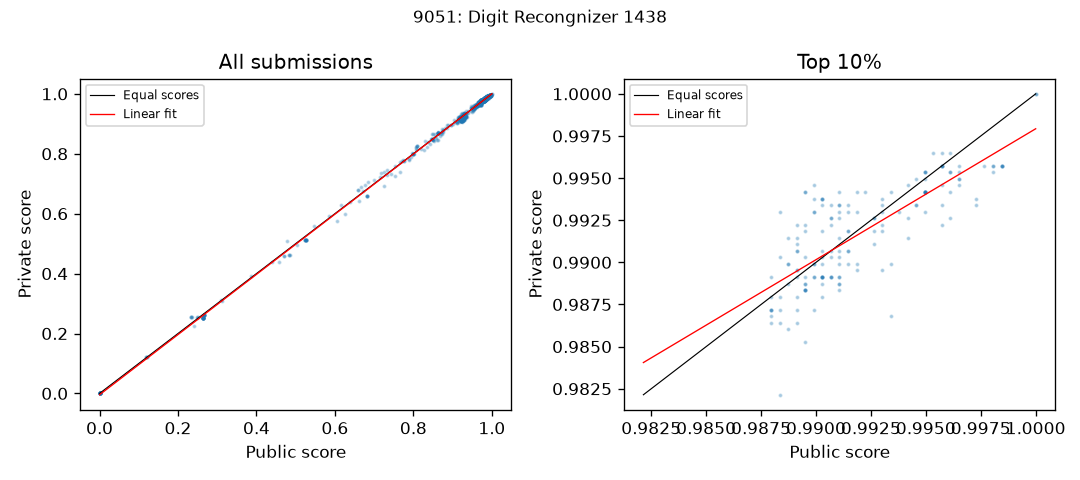 9051: Digit Recongnizer 1438
All submissions
Equal scores
Linear fit
Private score
1.0
0.8
0.6
0.4
0.2
0.0
0.0 0.2 0.4 0.6 0.8 1.0
Public score
Top 10%
Equal scores
Linear fit
Private score
1.0000
0.9975
0.9950
0.9925
0.9900
0.9875
0.9850
0.9825
0.9825 0.9850 0.9875 0.9900 0.9925 0.9950 0.9975 1.0000
Public score